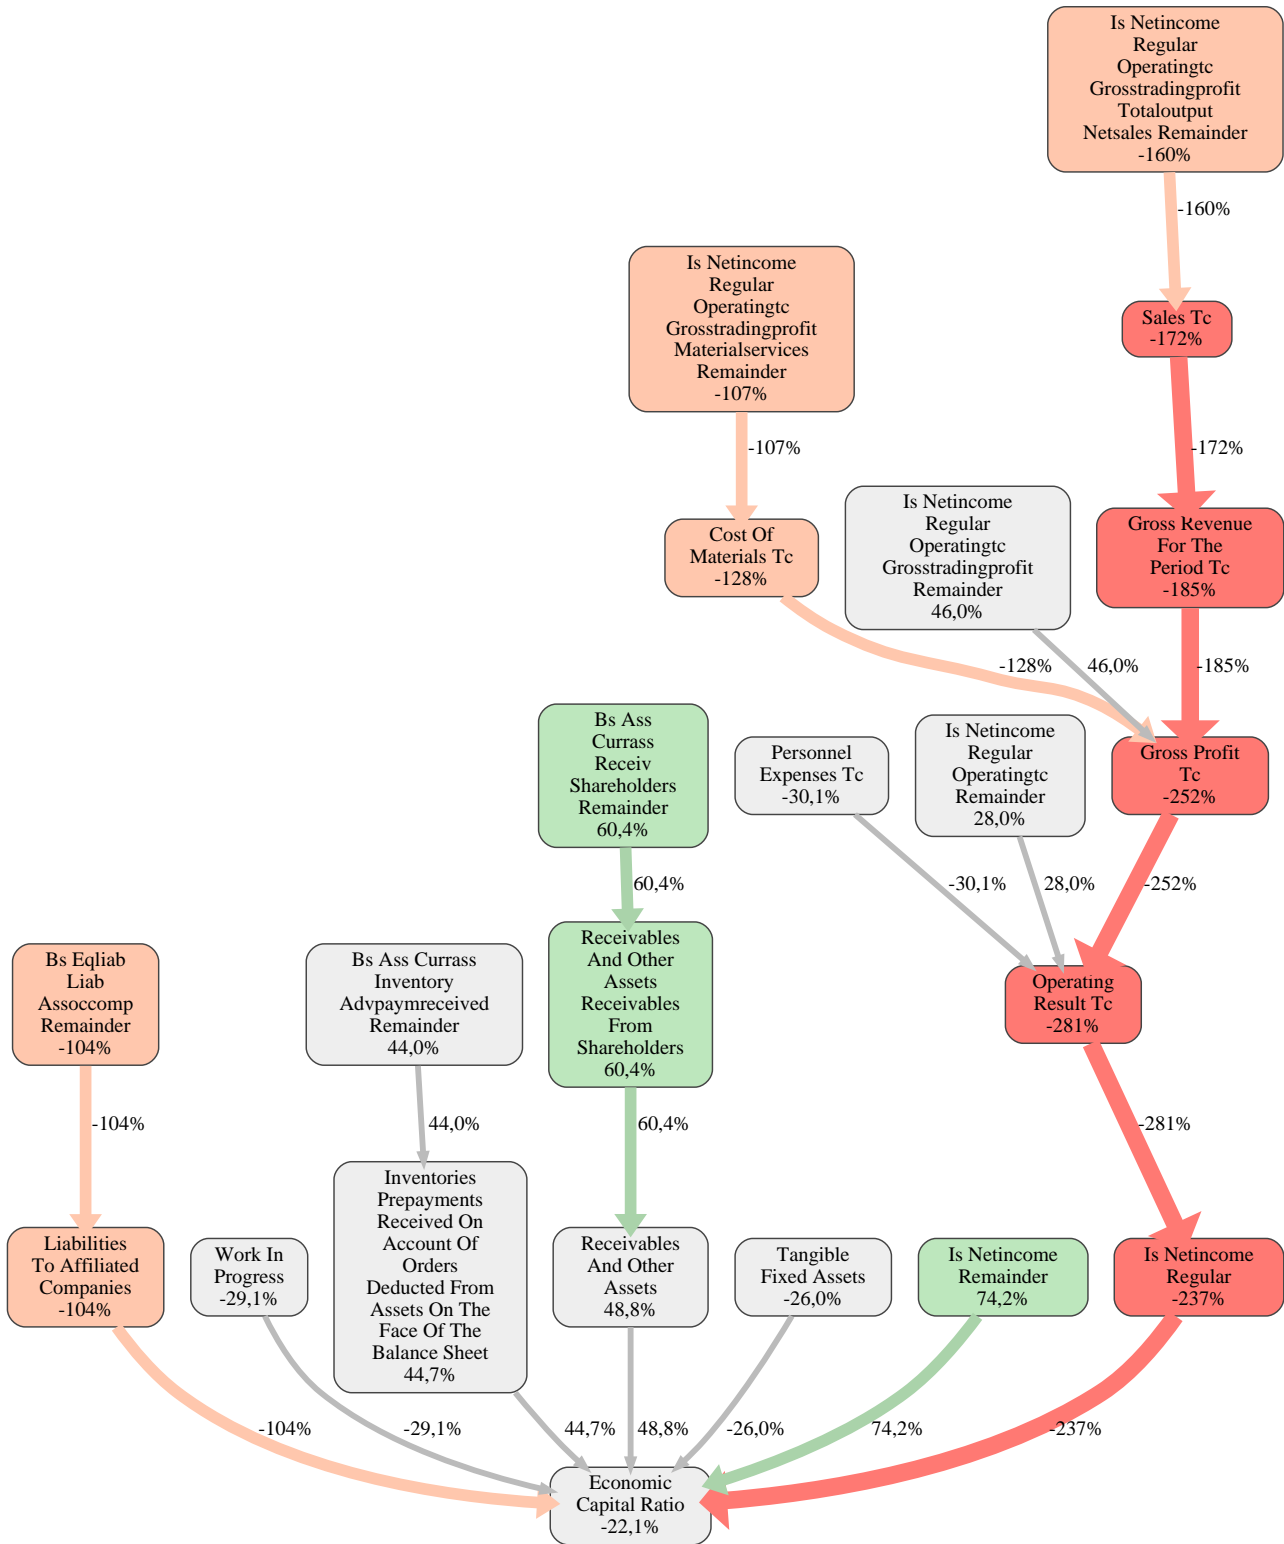 Is Netincome
Regular
Operatingtc
Grosstradingprofit
Totaloutput
Netsales Remainder
-160%
-160%
Sales Tc
-172%
-172%
Is Netincome
Regular
Operatingtc
Grosstradingprofit
Materialservices
Remainder
-107%
-107%
Cost Of
Materials Tc
-128%
-128%
Is Netincome
Regular
Operatingtc
Grosstradingprofit
Remainder
46,0%
46,0%
Gross Revenue
For The
Period Tc
-185%
-185%
Bs Ass
Currass
Receiv
Shareholders
Remainder
60,4%
60,4%
Personnel
Expenses Tc
-30,1%
-30,1%
Is Netincome
Regular
Operatingtc
Remainder
28,0%
28,0%
Gross Profit
Tc
-252%
-252%
Bs Eqliab
Liab
Assoccomp
Remainder
-104%
-104%
Bs Ass Currass
Inventory
Advpaymreceived
Remainder
44,0%
44,0%
Receivables
And Other
Assets
Receivables
From
Shareholders
60,4%
60,4%
Operating
Result Tc
-281%
-281%
Liabilities
To Affiliated
Companies
-104%
-104%
Work In
Progress
-29,1%
-29,1%
Inventories
Prepayments
Received On
Account Of
Orders
Deducted From
Assets On The
Face Of The
Balance Sheet
44,7%
44,7%
Receivables
And Other
Assets
48,8%
48,8%
Tangible
Fixed Assets
-26,0%
-26,0%
Is Netincome
Remainder
74,2%
74,2%
Is Netincome
Regular
-237%
-237%
Economic
Capital Ratio
-22,1%